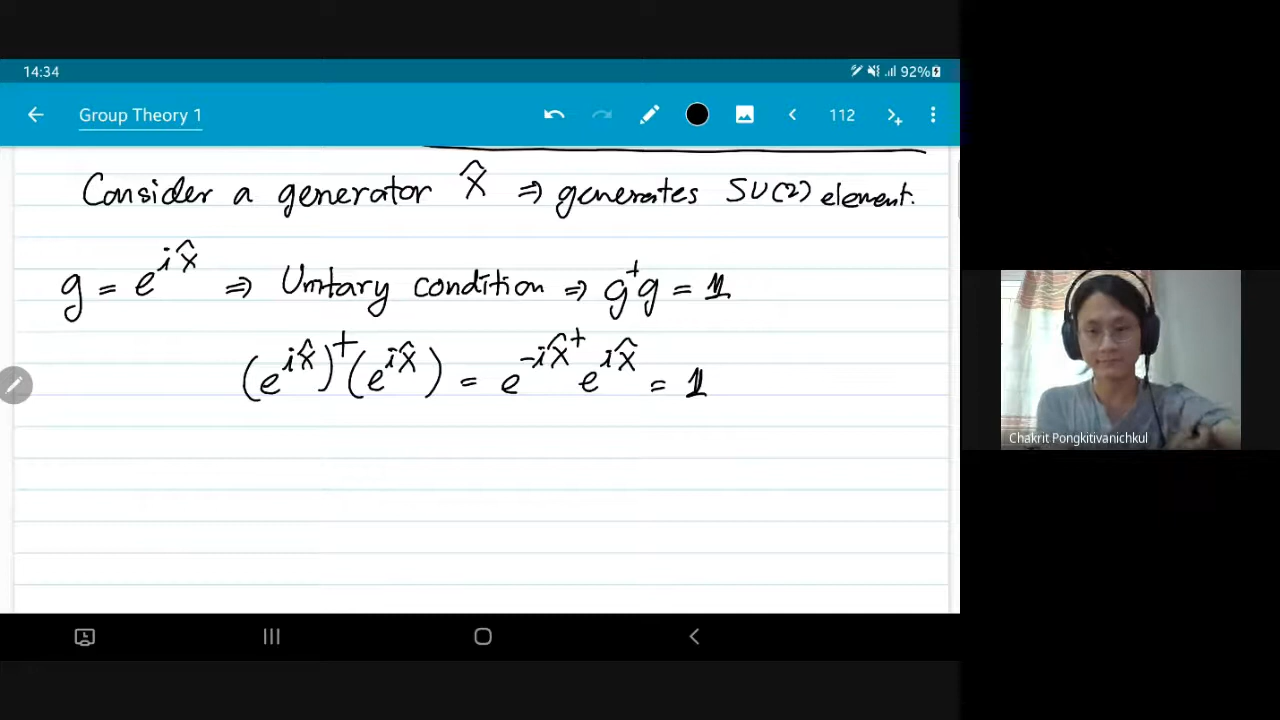 14:34 92%
Group Theory 1 112
Consider a generator X̂ ⇒ generates SU(2) element.
g = e^{iX̂} ⇒ Unitary condition ⇒ g†g = 𝟙
(e^{iX̂})†(e^{iX̂}) = e^{-iX̂†} e^{iX̂} = 𝟙
Chakrit Pongkitivanichkul